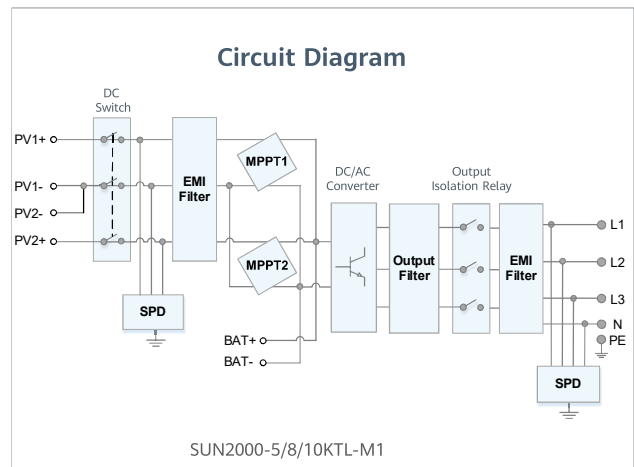 Circuit Diagram
DC
Switch
PV1+
PV1-
PV2-
PV2+
EMI
Filter
MPPT1
MPPT2
SPD
BAT+
BAT-
DC/AC
Converter
Output
Filter
Output
Isolation Relay
EMI
Filter
L1
L2
L3
N
PE
SPD
SUN2000-5/8/10KTL-M1